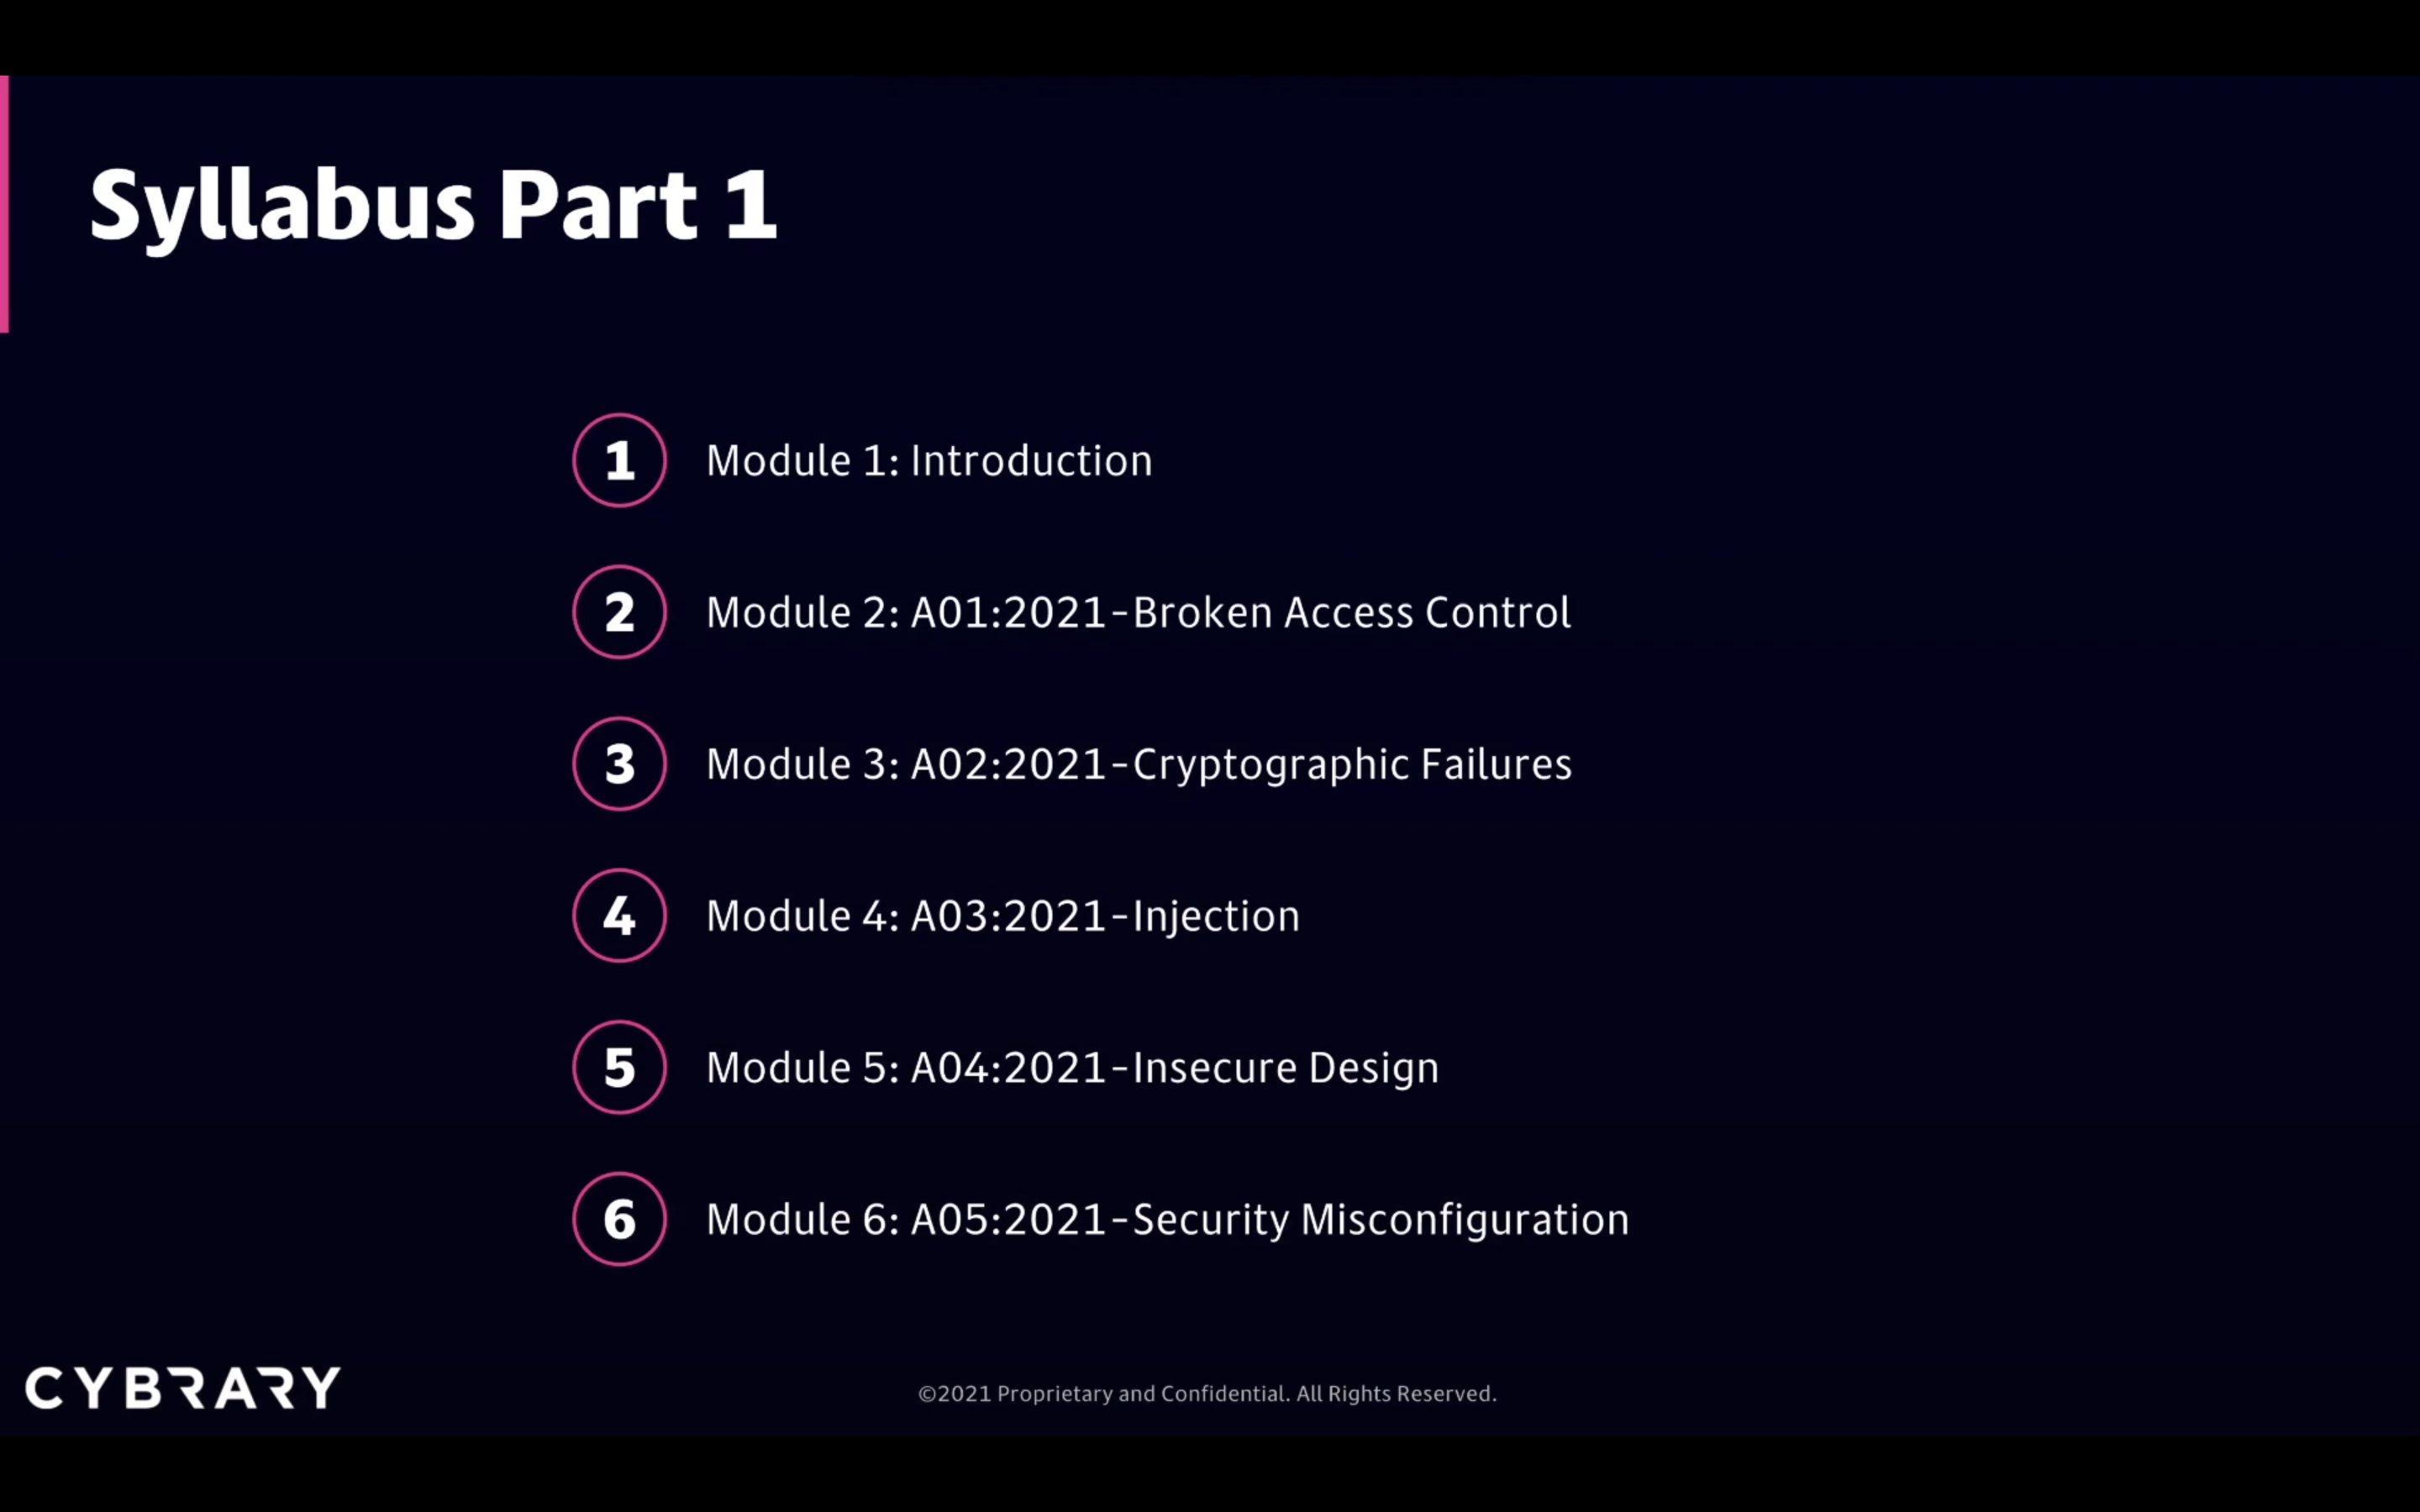 Syllabus Part 1
1 Module 1: Introduction
2 Module 2: A01:2021-Broken Access Control
3 Module 3: A02:2021-Cryptographic Failures
4 Module 4: A03:2021-Injection
5 Module 5: A04:2021-Insecure Design
6 Module 6: A05:2021-Security Misconfiguration
CYBRARY
©2021 Proprietary and Confidential. All Rights Reserved.